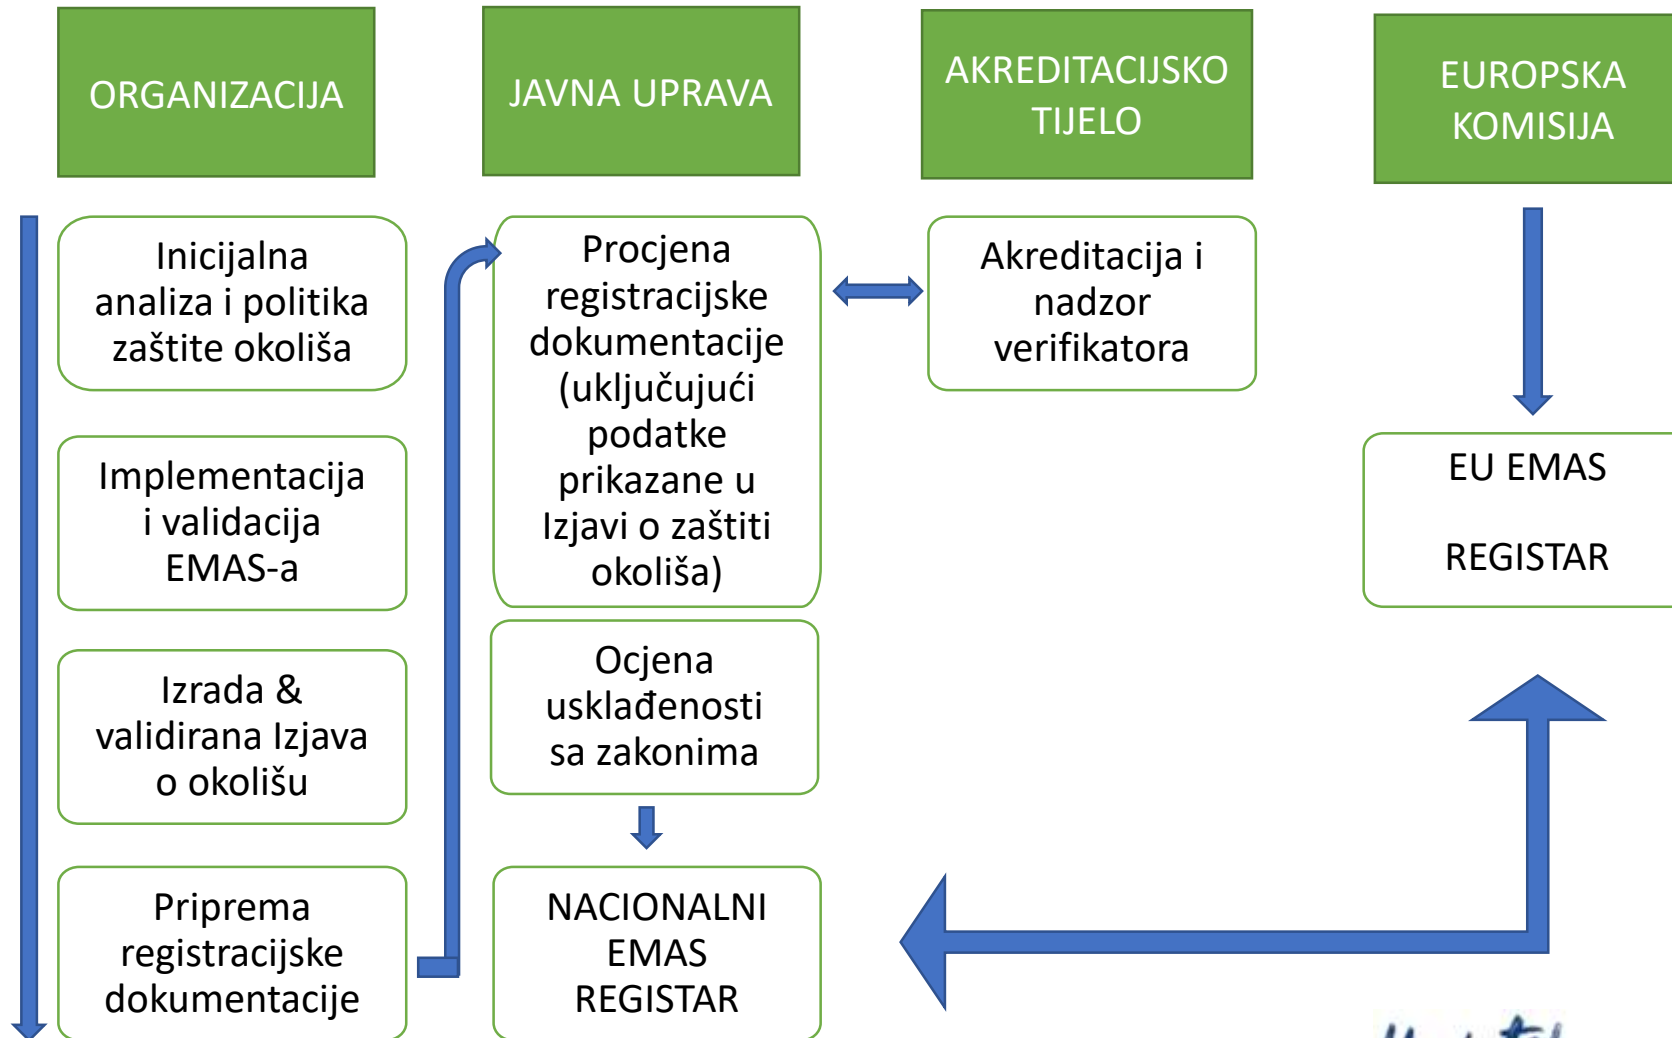 ORGANIZACIJA
JAVNA UPRAVA
AKREDITACIJSKO
TIJELO
EUROPSKA
KOMISIJA
Inicijalna
analiza i politika
zaštite okoliša
Implementacija
i validacija
EMAS-a
Izrada &
validirana Izjava
o okolišu
Priprema
registracijske
dokumentacije
Procjena
registracijske
dokumentacije
(uključujući
podatke
prikazane u
Izjavi o zaštiti
okoliša)
Ocjena
usklađenosti
sa zakonima
NACIONALNI
EMAS
REGISTAR
Akreditacija i
nadzor
verifikatora
EU EMAS
REGISTAR